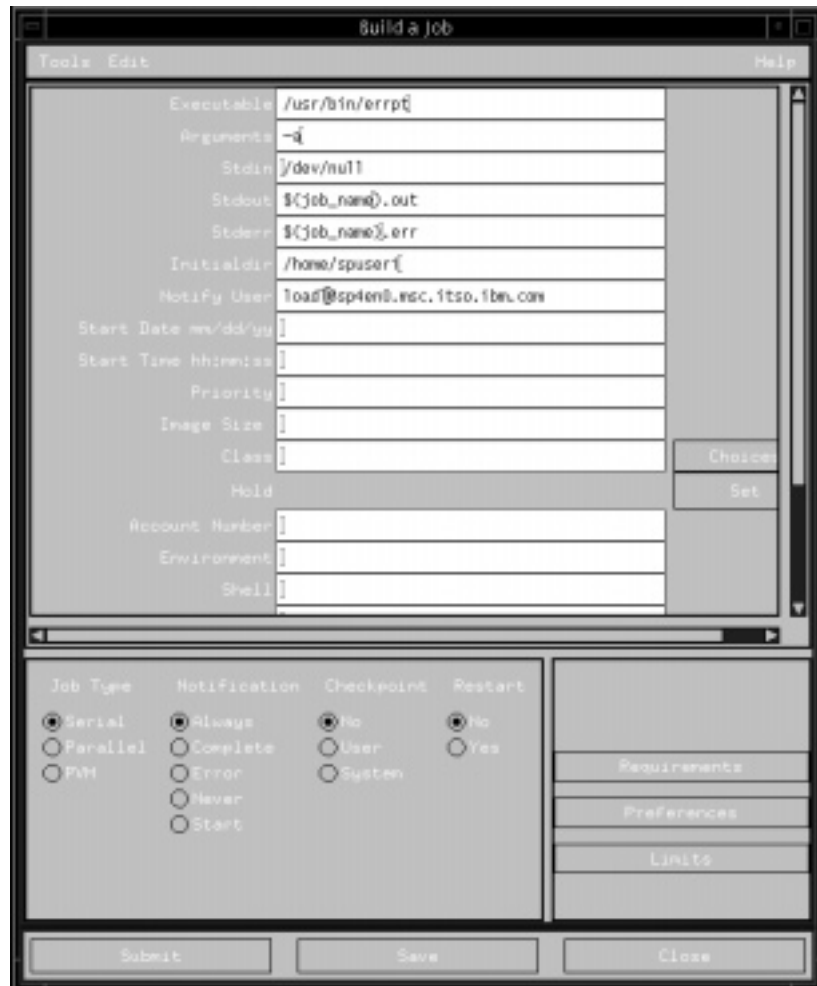 Build a Job
Tools Edit Help
Executable /usr/bin/errpt
Arguments -a
Stdin /dev/null
Stdout $(job_name).out
Stderr $(job_name).err
Initialdir /home/spuser1
Notify User loadl@sp4en0.msc.itso.ibm.com
Start Date mm/dd/yy
Start Time hh:mm:ss
Priority
Image Size
Class Choices
Hold Set
Account Number
Environment
Shell
Job Type Notification Checkpoint Restart
Serial Always No No
Parallel Complete User Yes
PVM Error System
Never
Start
Requirements
Preferences
Limits
Submit Save Close